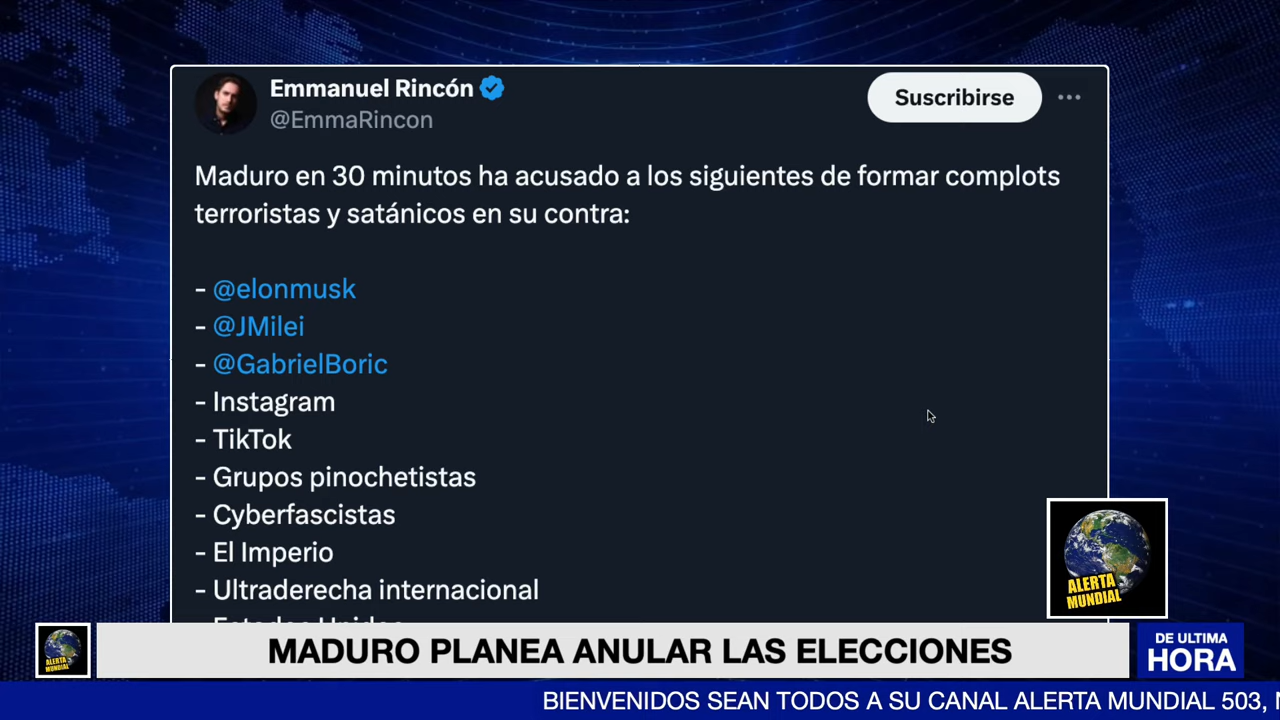 Emmanuel Rincón
@EmmaRincon
Suscribirse
Maduro en 30 minutos ha acusado a los siguientes de formar complots
terroristas y satánicos en su contra:
- @elonmusk
- @JMilei
- @GabrielBoric
- Instagram
- TikTok
- Grupos pinochetistas
- Cyberfascistas
- El Imperio
- Ultraderecha internacional
- Estados Unidos
ALERTA
MUNDIAL
ALERTA
MUNDIAL
MADURO PLANEA ANULAR LAS ELECCIONES
DE ULTIMA
HORA
BIENVENIDOS SEAN TODOS A SU CANAL ALERTA MUNDIAL 503,